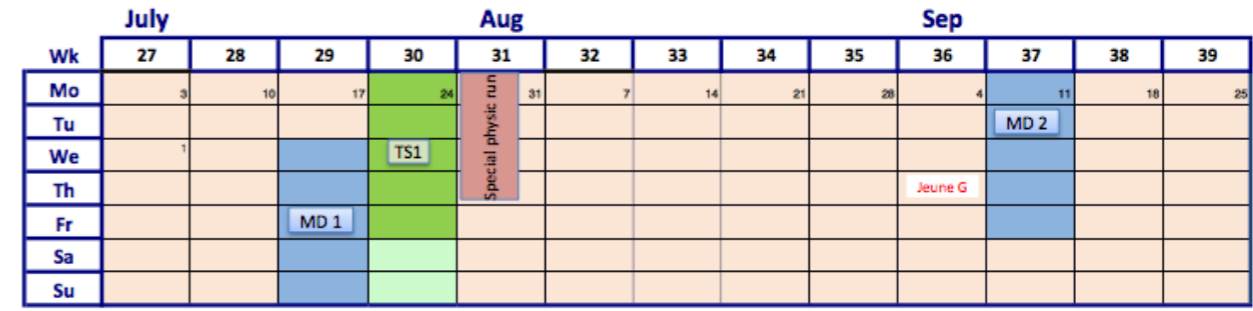 July Aug Sep
Wk 27 28 29 30 31 32 33 34 35 36 37 38 39
Mo 3 10 17 24 31 7 14 21 28 4 11 18 25
Special physic run
Tu MD 2
We 1 TS1
Th Jeune G
Fr MD 1
Sa
Su